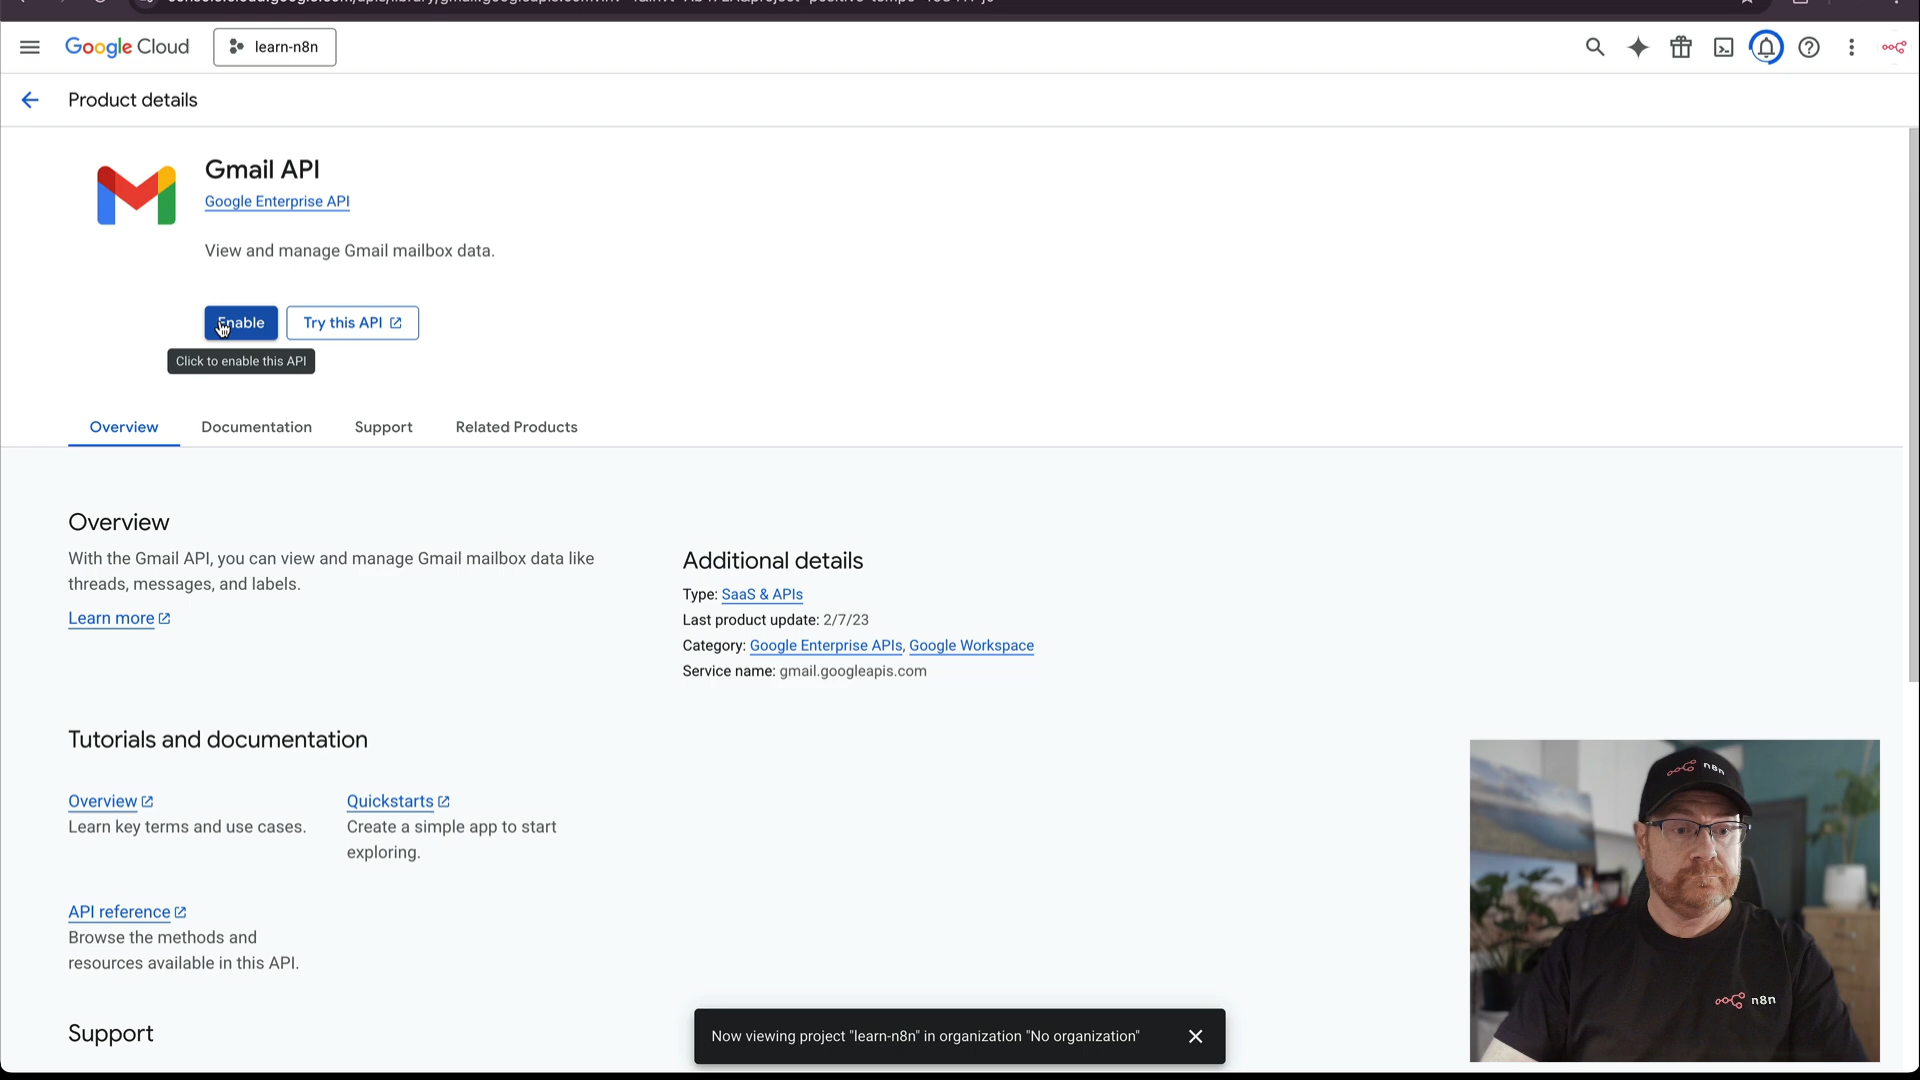 Google Cloud
learn-n8n
Product details
Gmail API
Google Enterprise API
View and manage Gmail mailbox data.
Enable
Try this API
Click to enable this API
Overview
Documentation
Support
Related Products
Overview
With the Gmail API, you can view and manage Gmail mailbox data like
threads, messages, and labels.
Learn more
Additional details
Type: SaaS & APIs
Last product update: 2/7/23
Category: Google Enterprise APIs, Google Workspace
Service name: gmail.googleapis.com
Tutorials and documentation
Overview
Learn key terms and use cases.
Quickstarts
Create a simple app to start
exploring.
API reference
Browse the methods and
resources available in this API.
Support
Now viewing project "learn-n8n" in organization "No organization"
n8n
n8n